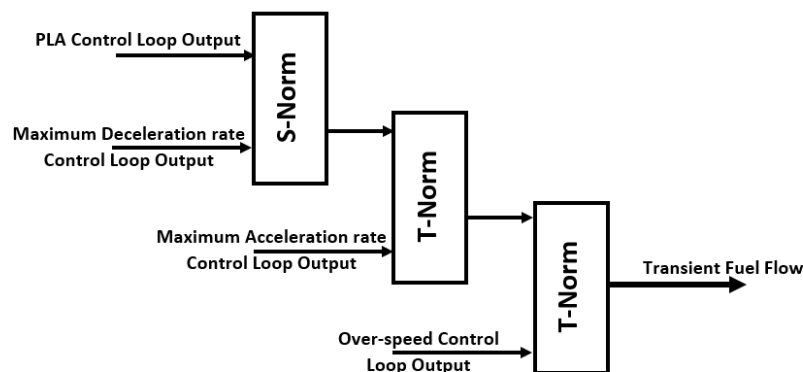 PLA Control Loop Output
S-Norm
Maximum Deceleration rate
Control Loop Output
T-Norm
Maximum Acceleration rate
Control Loop Output
T-Norm
Transient Fuel Flow
Over-speed Control
Loop Output